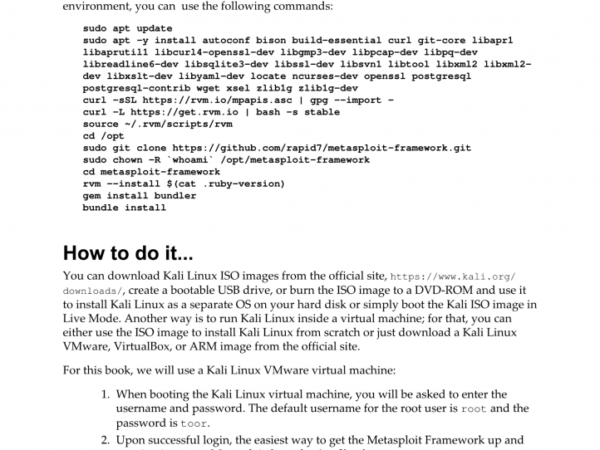 environment, you can use the following commands:
sudo apt update
sudo apt -y install autoconf bison build-essential curl git-core libapr1
libaprutil1 libcurl4-openssl-dev libgmp3-dev libpcap-dev libpq-dev
libreadline6-dev libsqlite3-dev libssl-dev libsvn1 libtool libxml2 libxml2-
dev libxslt-dev libyaml-dev locate ncurses-dev openssl postgresql
postgresql-contrib wget xsel zlib1g zlib1g-dev
curl -sSL https://rvm.io/mpapis.asc | gpg --import -
curl -L https://get.rvm.io | bash -s stable
source ~/.rvm/scripts/rvm
cd /opt
sudo git clone https://github.com/rapid7/metasploit-framework.git
sudo chown -R `whoami` /opt/metasploit-framework
cd metasploit-framework
rvm --install $(cat .ruby-version)
gem install bundler
bundle install
How to do it...
You can download Kali Linux ISO images from the official site, https://www.kali.org/
downloads/, create a bootable USB drive, or burn the ISO image to a DVD-ROM and use it
to install Kali Linux as a separate OS on your hard disk or simply boot the Kali ISO image in
Live Mode. Another way is to run Kali Linux inside a virtual machine; for that, you can
either use the ISO image to install Kali Linux from scratch or just download a Kali Linux
VMware, VirtualBox, or ARM image from the official site.
For this book, we will use a Kali Linux VMware virtual machine:
1. When booting the Kali Linux virtual machine, you will be asked to enter the
username and password. The default username for the root user is root and the
password is toor.
2. Upon successful login, the easiest way to get the Metasploit Framework up and